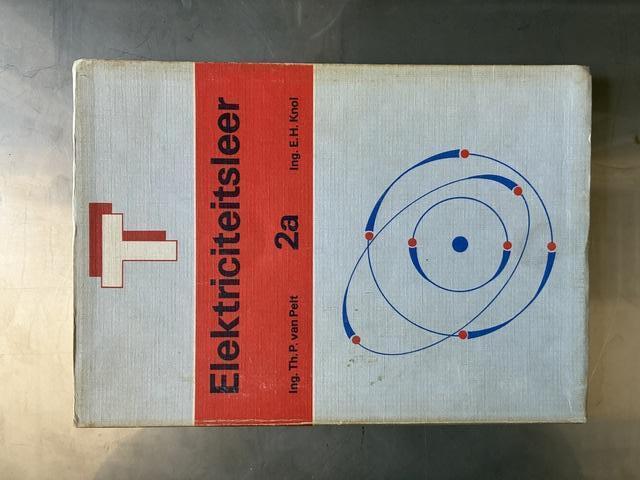 T
Elektriciteitsleer
2a
Ing. Th. P. van Pelt
Ing. E.H. Knol